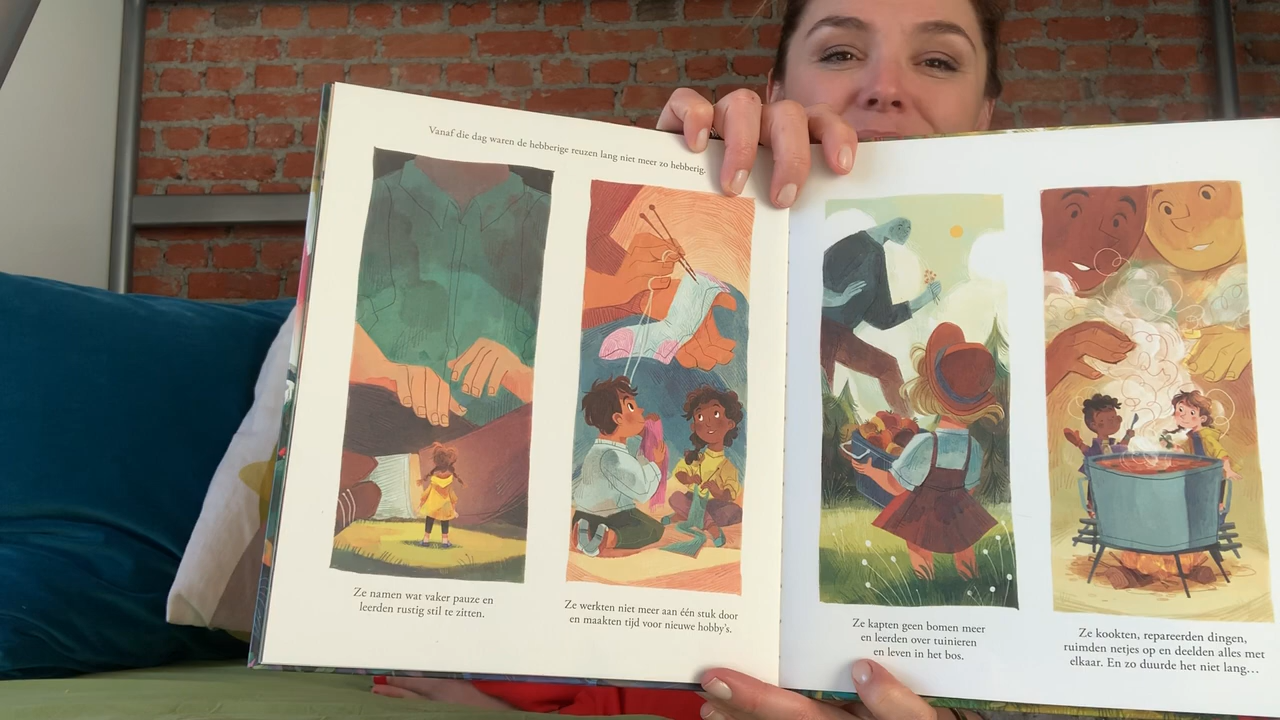 Vanaf die dag waren de hebberige reuzen lang niet meer zo hebberig.
Ze namen wat vaker pauze en
leerden rustig stil te zitten.
Ze werkten niet meer aan één stuk door
en maakten tijd voor nieuwe hobby's.
Ze kapten geen bomen meer
en leerden over tuinieren
en leven in het bos.
Ze kookten, repareerden dingen,
ruimden netjes op en deelden alles met
elkaar. En zo duurde het niet lang...